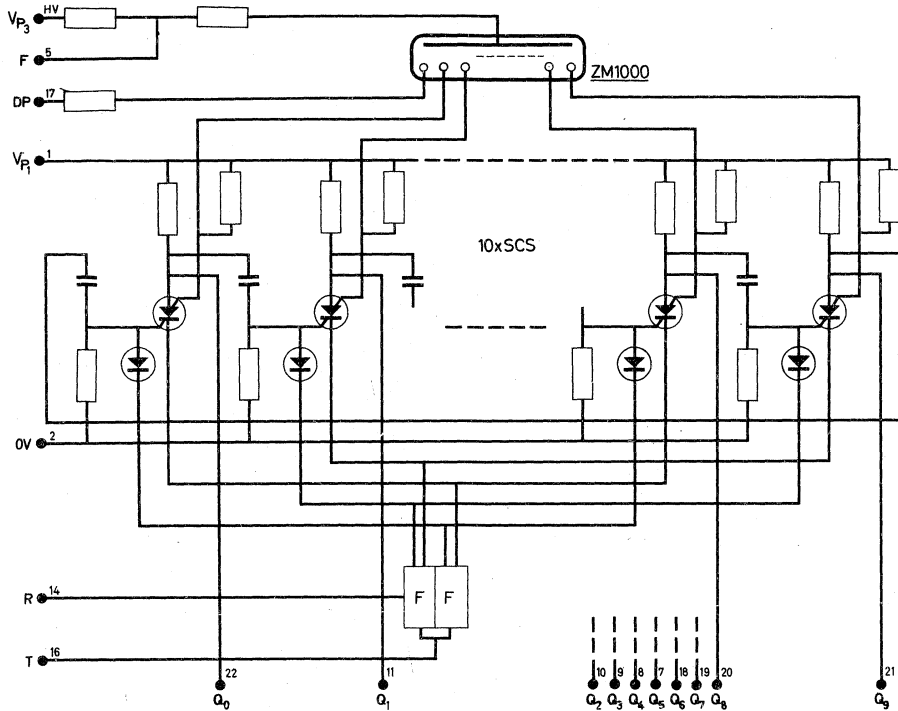 VP3 HV
F 5
ZM1000
DP 17
VP1 1
10xSCS
0V 2
R 14
F F
T 16
22 11 10 9 8 7 18 19 20 21
Q0 Q1 Q2 Q3 Q4 Q5 Q6 Q7 Q8 Q9